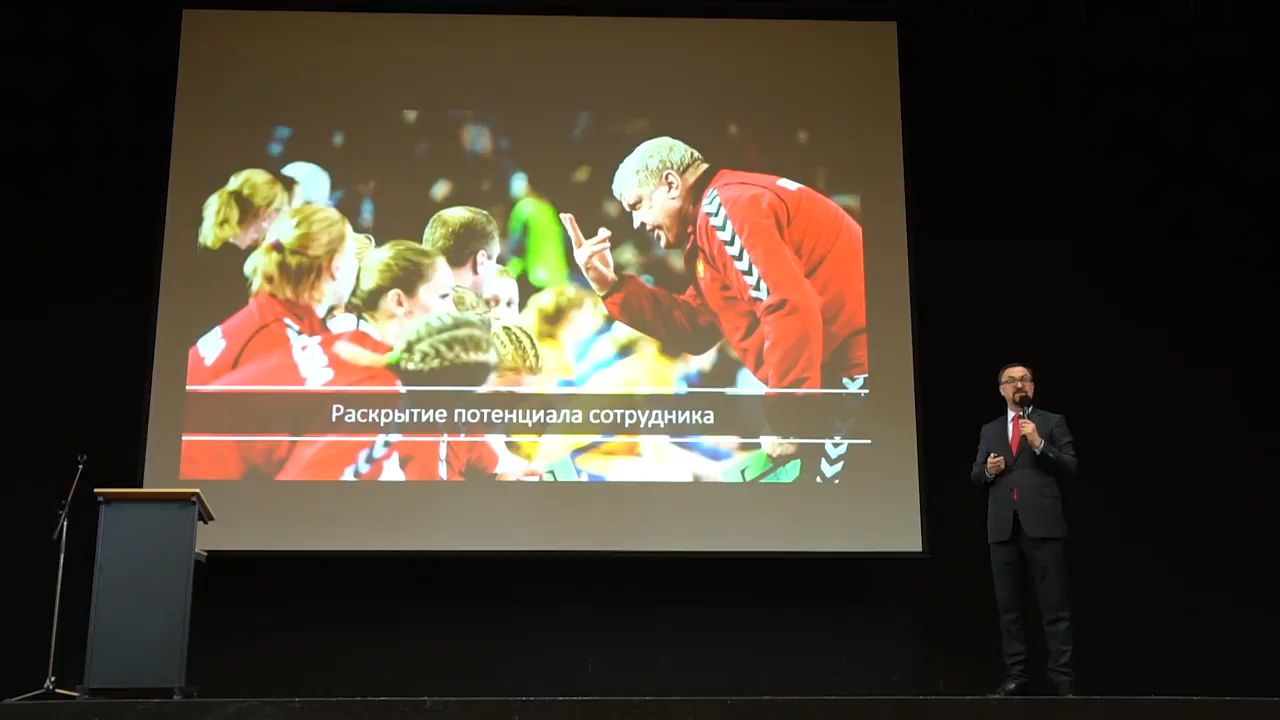 Раскрытие потенциала сотрудника